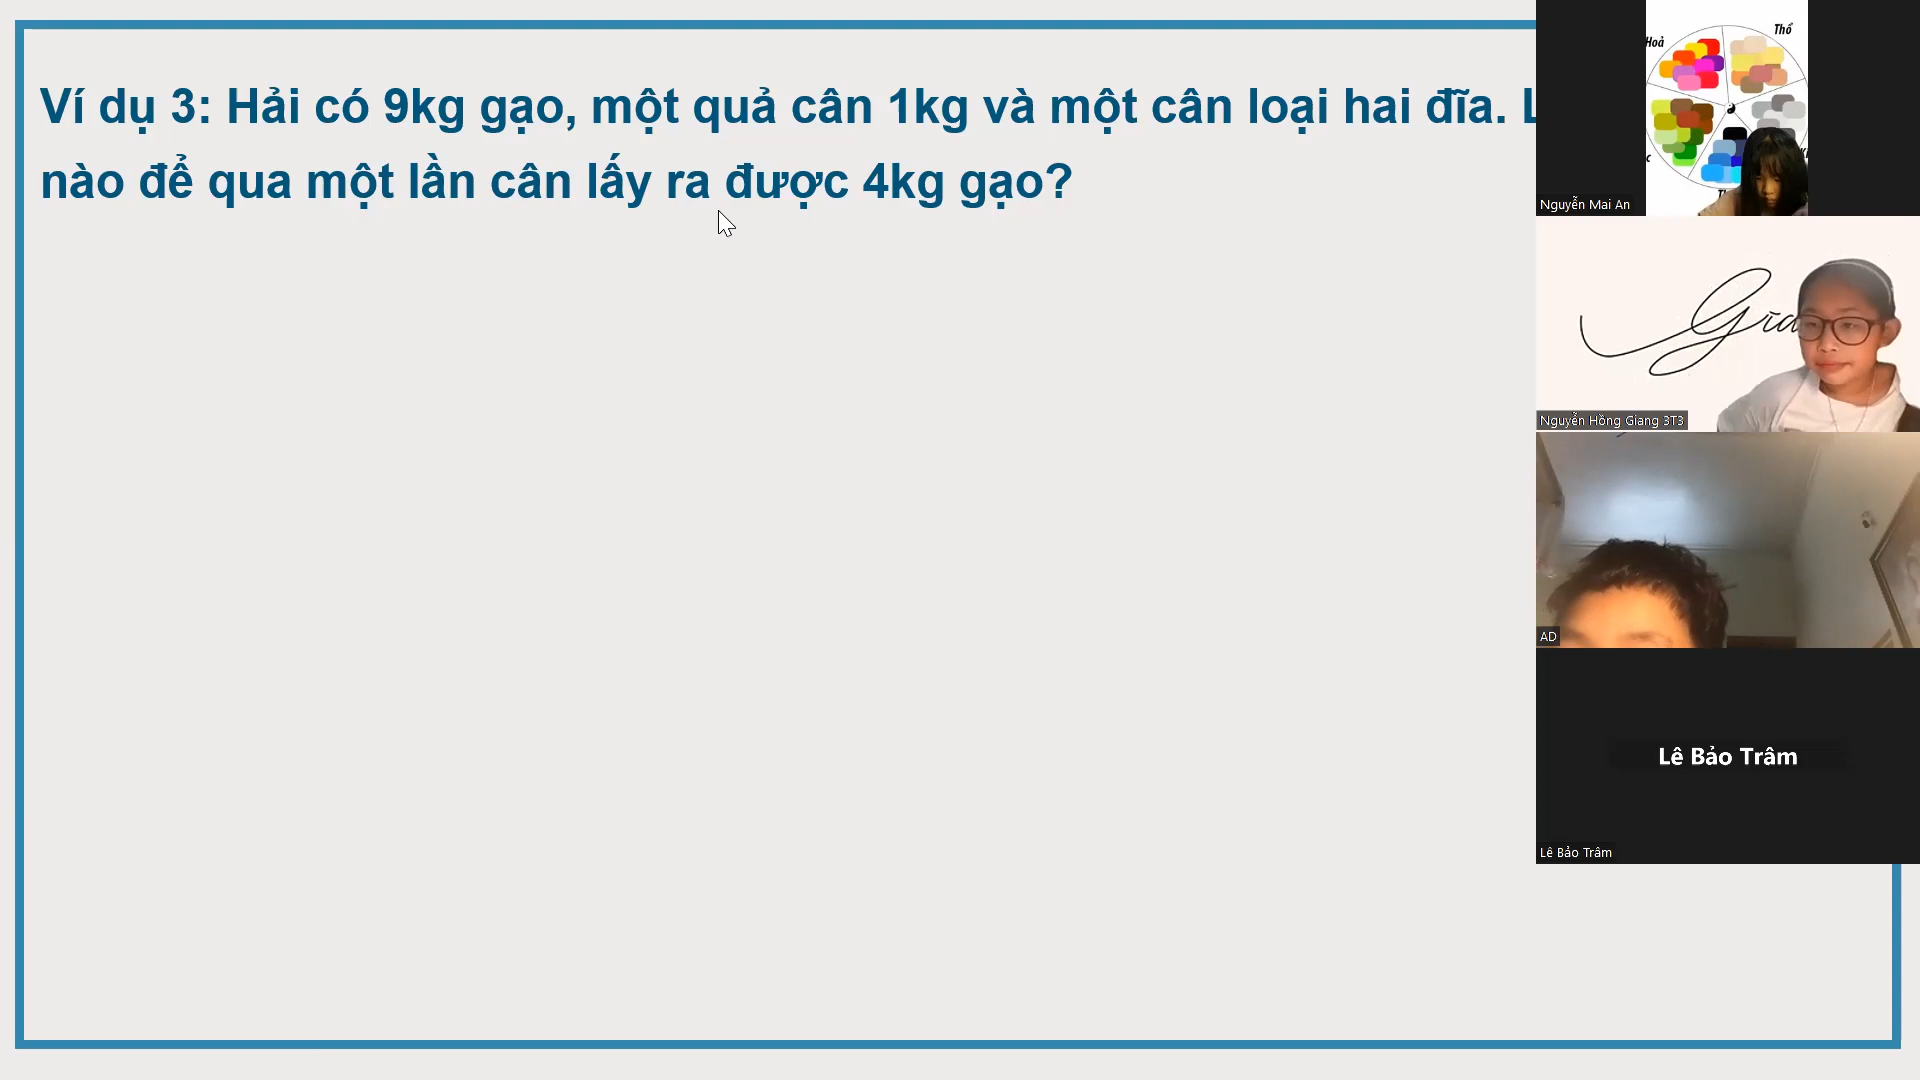 Ví dụ 3: Hải có 9kg gạo, một quả cân 1kg và một cân loại hai đĩa.
nào để qua một lần cân lấy ra được 4kg gạo?
Hoả
Thổ
Nguyễn Mai An
Nguyễn Hồng Giang 3T3
AD
Lê Bảo Trâm
Lê Bảo Trâm